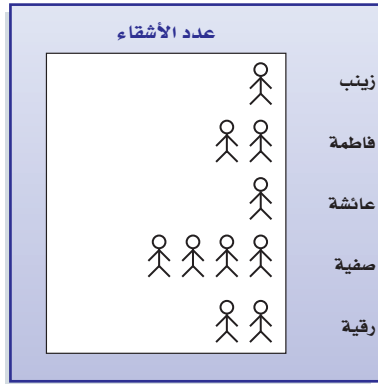 عدد الأشقاء
زينب
فاطمة
عائشة
صفية
رقية